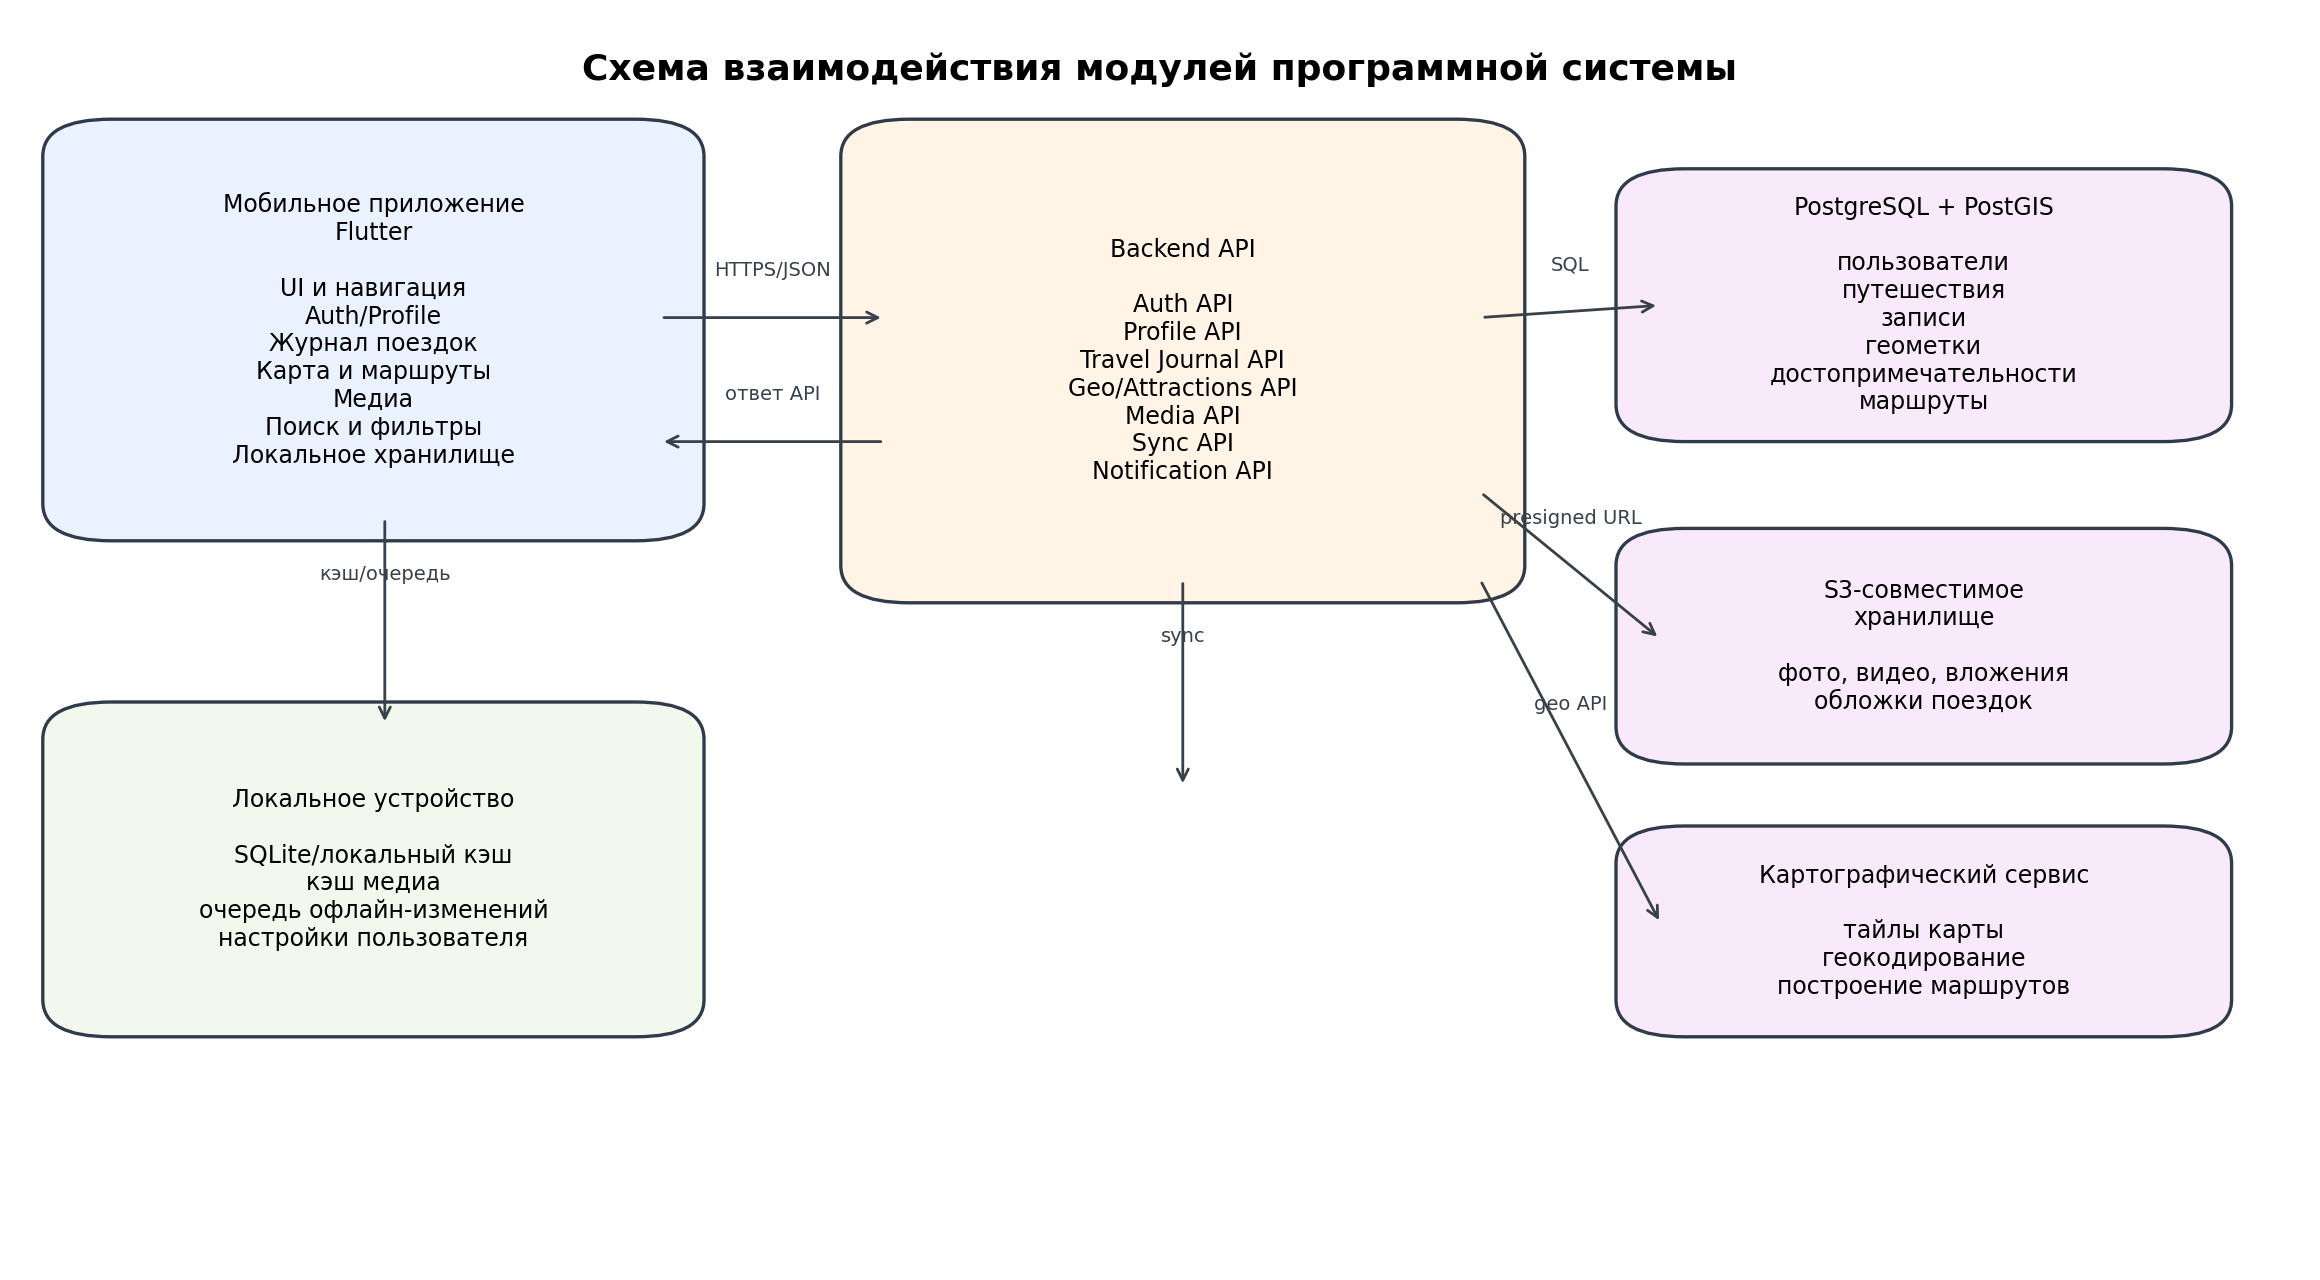 Схема взаимодействия модулей программной системы
Мобильное приложение
Flutter
UI и навигация
Auth/Profile
Журнал поездок
Карта и маршруты
Медиа
Поиск и фильтры
Локальное хранилище
HTTPS/JSON
ответ API
Backend API
Auth API
Profile API
Travel Journal API
Geo/Attractions API
Media API
Sync API
Notification API
SQL
PostgreSQL + PostGIS
пользователи
путешествия
записи
геометки
достопримечательности
маршруты
presigned URL
кэш/очередь
sync
S3-совместимое
хранилище
фото, видео, вложения
обложки поездок
geo API
Локальное устройство
SQLite/локальный кэш
кэш медиа
очередь офлайн-изменений
настройки пользователя
Картографический сервис
тайлы карты
геокодирование
построение маршрутов